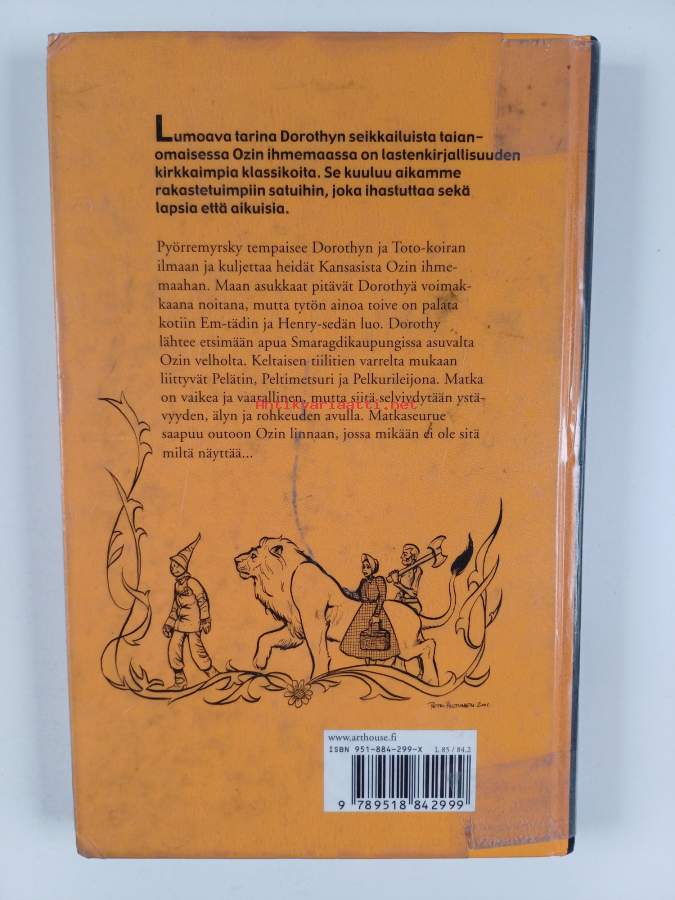 Lumoava tarina Dorothyn seikkailuista taian-
omaisessa Ozin ihmemaassa on lastenkirjallisuuden
kirkkaimpia klassikoita. Se kuuluu aikamme
rakastetuimpiin satuihin, joka ihastuttaa sekä
lapsia että aikuisia.
Pyörremyrsky tempaisee Dorothyn ja Toto-koiran
ilmaan ja kuljettaa heidät Kansasista Ozin ihme-
maahan. Maan asukkaat pitävät Dorothyä voimak-
kaana noitana, mutta tytön ainoa toive on palata
kotiin Em-tädin ja Henry-sedän luo. Dorothy
lähtee etsimään apua Smaragdikaupungissa asuvalta
Ozin velholta. Keltaisen tiilitien varrelta mukaan
liittyvät Pelätin, Peltimetsuri ja Pelkurileijona. Matka
on vaikea ja vaarallinen, mutta siitä selviydytään ystä-
Antikvariaatti.net
vyyden, älyn ja rohkeuden avulla. Matkaseurue
saapuu outoon Ozin linnaan, jossa mikään ei ole sitä
miltä näyttää...
www.arthouse.fi
ISBN 951-884-299-X L 85 / 84.2
9 789518 842999